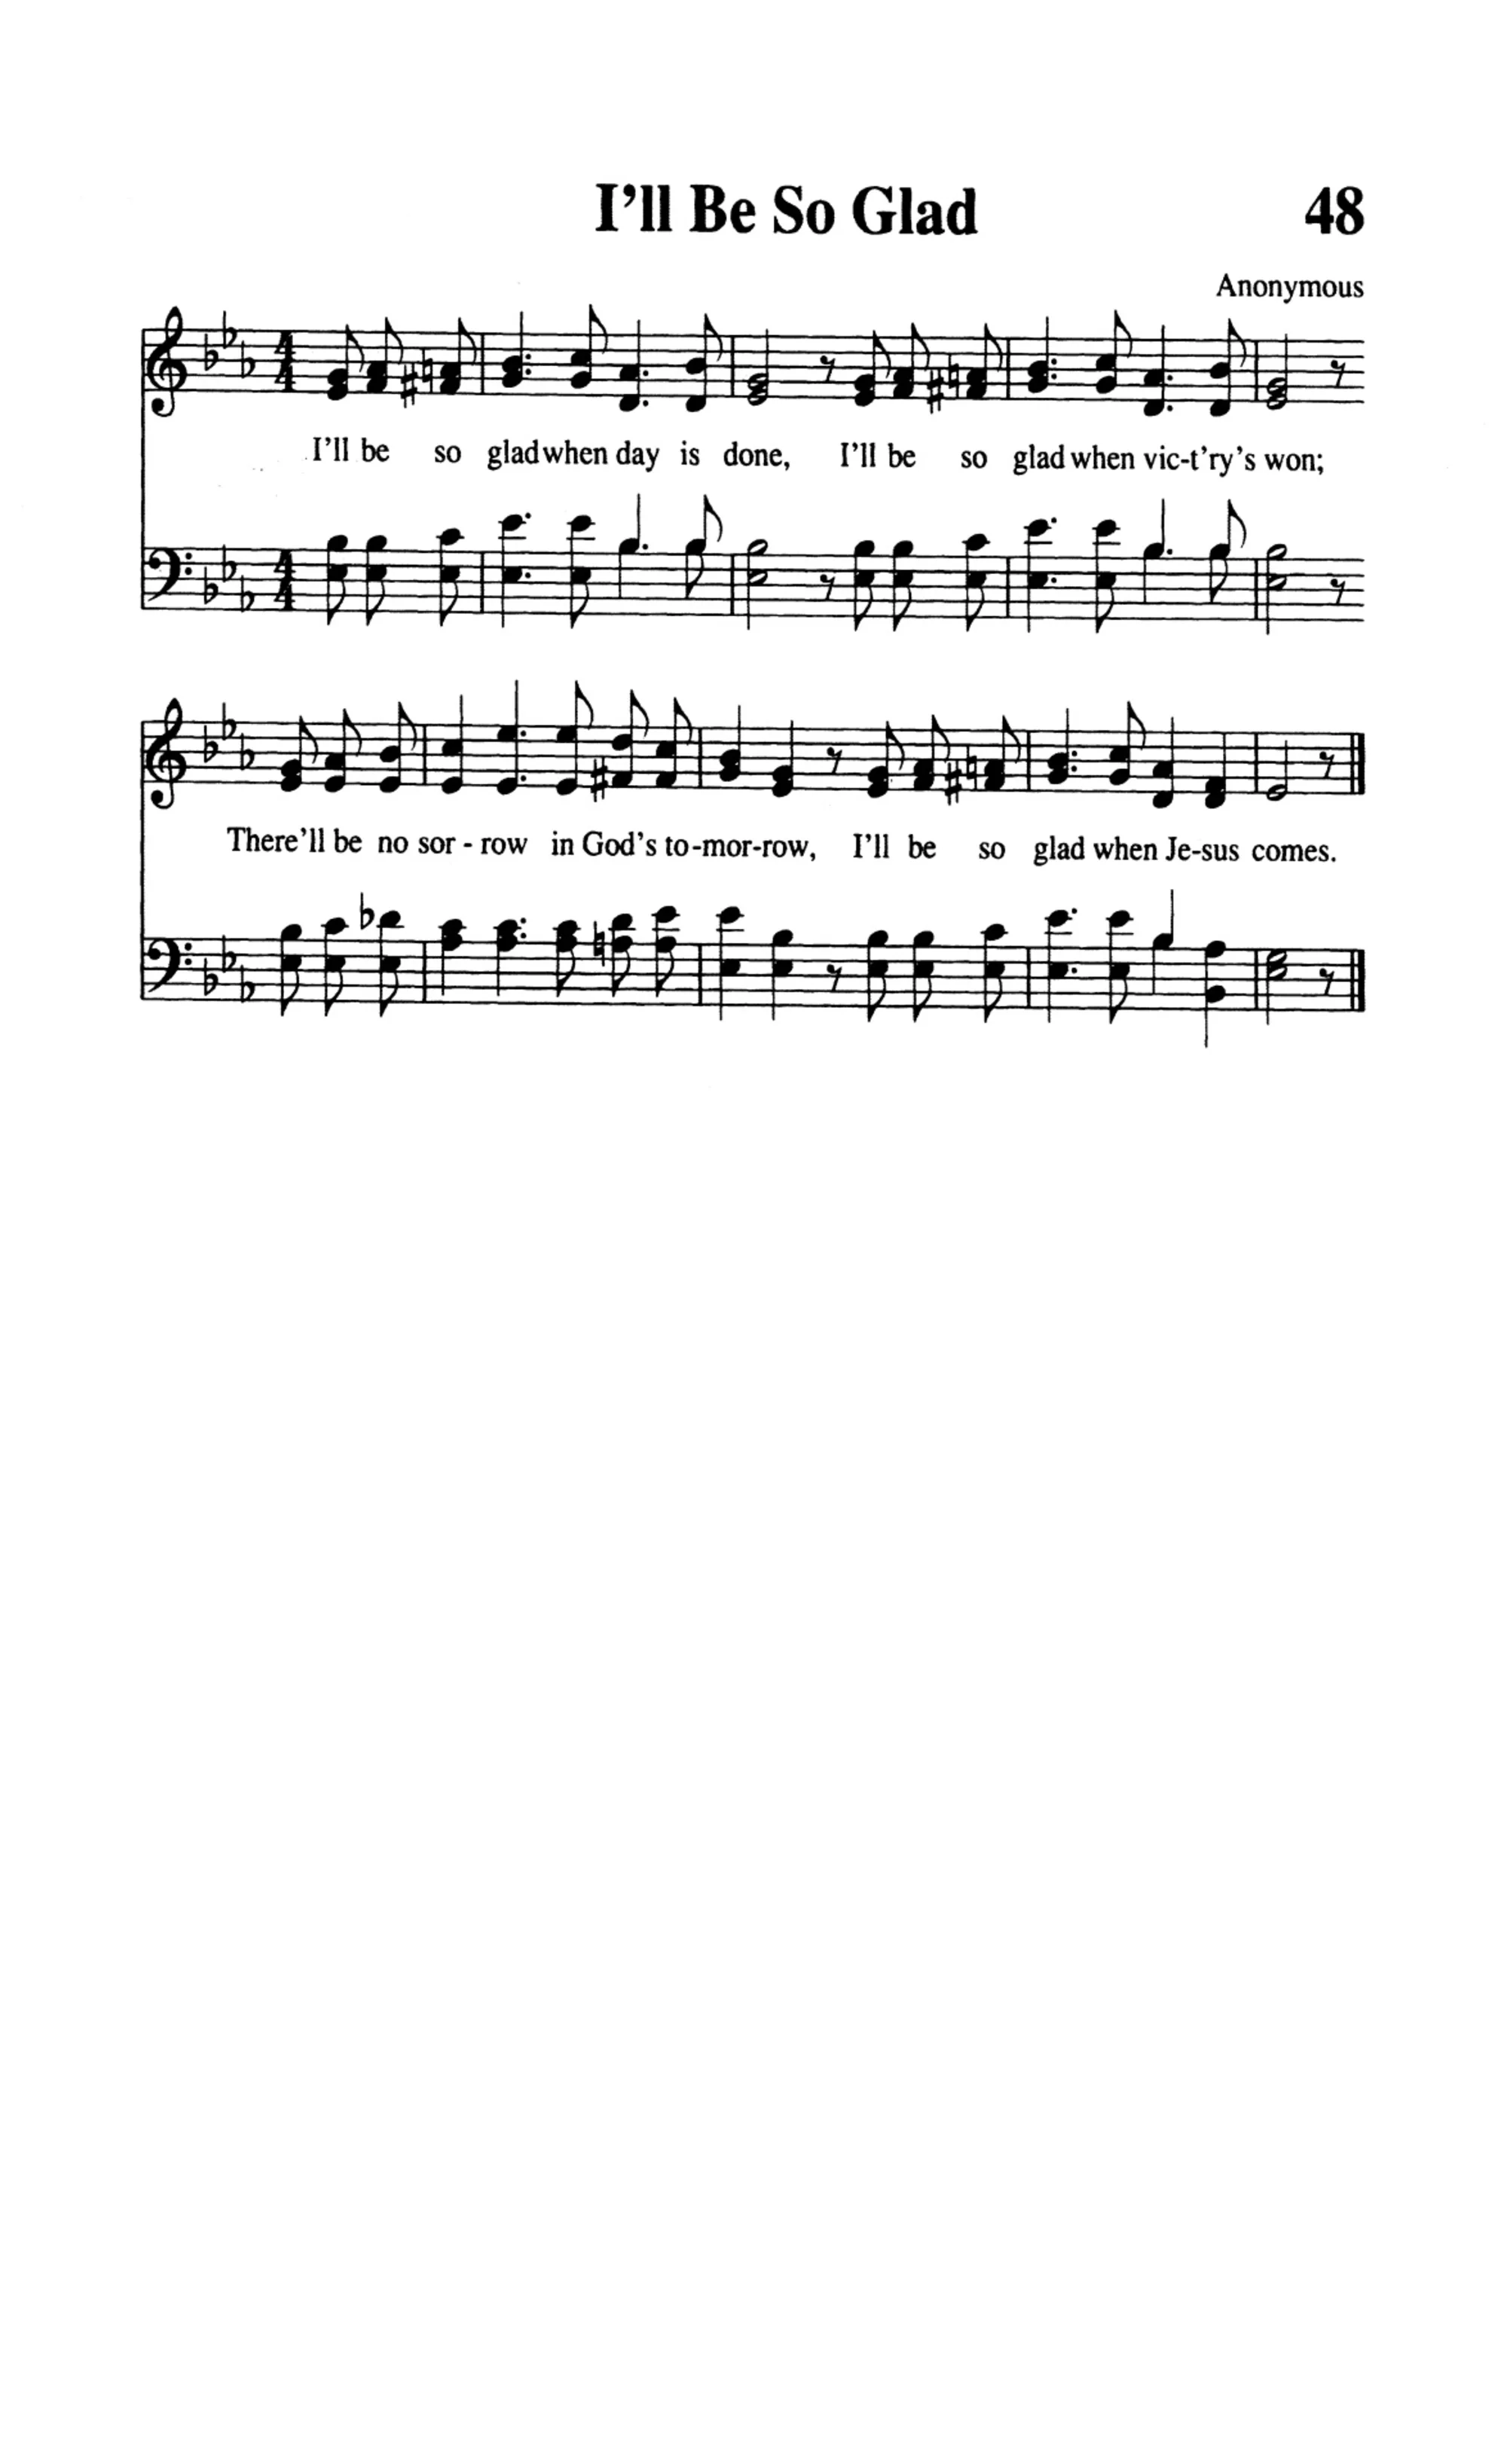 I'll Be So Glad 48
Anonymous
I'll be so glad when day is done, I'll be so glad when vic-t'ry's won;
There'll be no sor - row in God's to-mor-row, I'll be so glad when Je-sus comes.